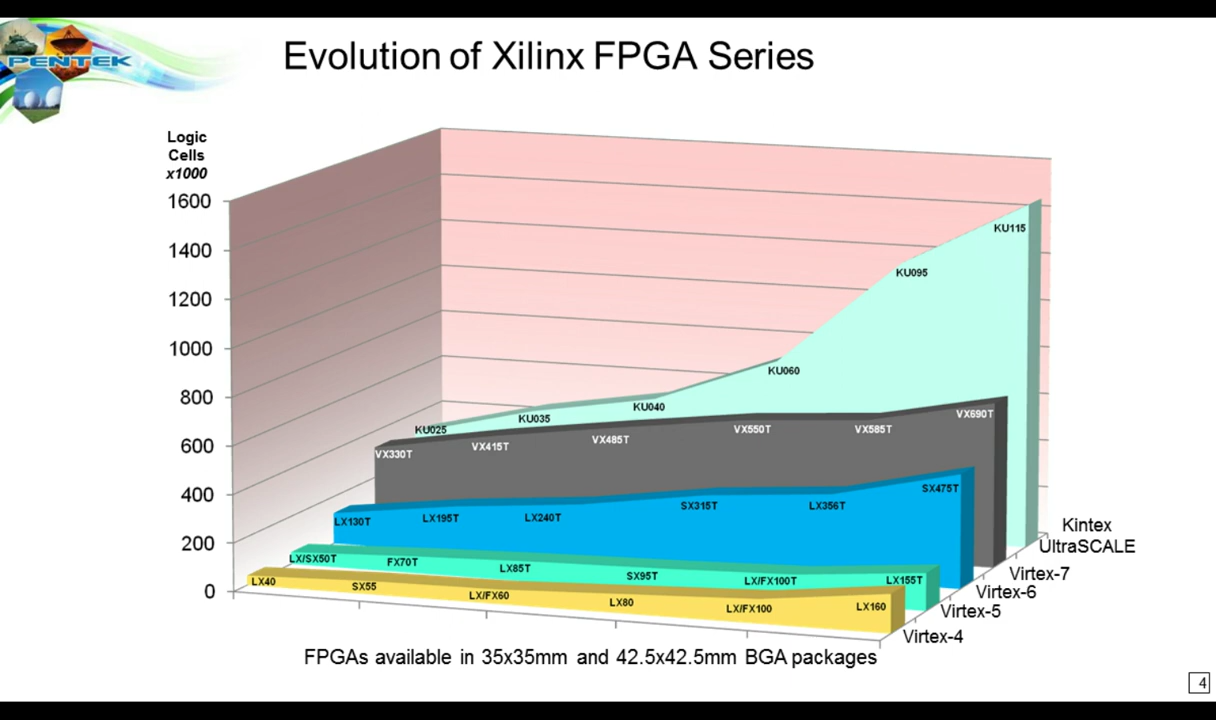 PENTEK
Evolution of Xilinx FPGA Series
Logic
Cells
x1000
1600
1400
1200
1000
800
600
400
200
0
KU025
KU035
KU040
KU060
KU095
KU115
VX330T
VX415T
VX485T
VX550T
VX585T
VX690T
LX130T
LX195T
LX240T
SX315T
LX356T
SX475T
LX/SX50T
FX70T
LX85T
SX95T
LX/FX100T
LX155T
LX40
SX55
LX/FX60
LX80
LX/FX100
LX160
Kintex
UltraSCALE
Virtex-7
Virtex-6
Virtex-5
Virtex-4
FPGAs available in 35x35mm and 42.5x42.5mm BGA packages
4